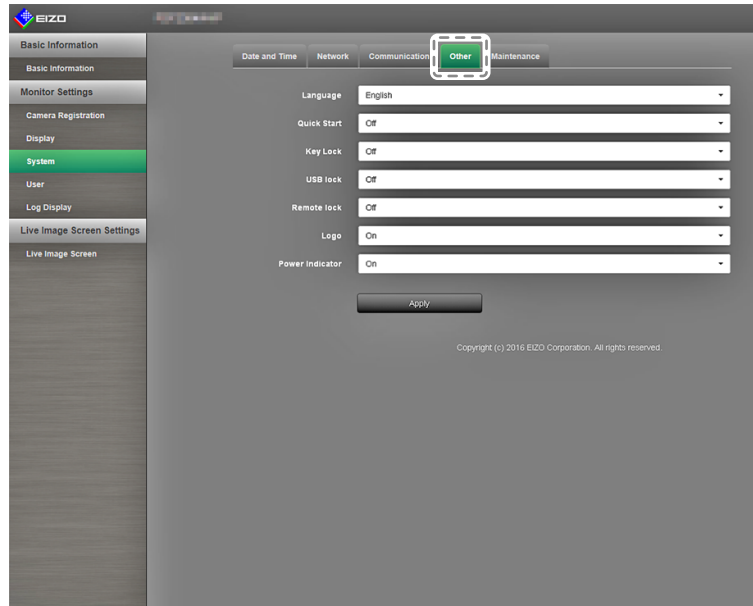 EIZO
Basic Information
Basic Information
Monitor Settings
Camera Registration
Display
System
User
Log Display
Live Image Screen Settings
Live Image Screen
Date and Time Network Communication Other Maintenance
Language English
Quick Start Off
Key Lock Off
USB lock Off
Remote lock Off
Logo On
Power Indicator On
Apply
Copyright (c) 2016 EIZO Corporation. All rights reserved.